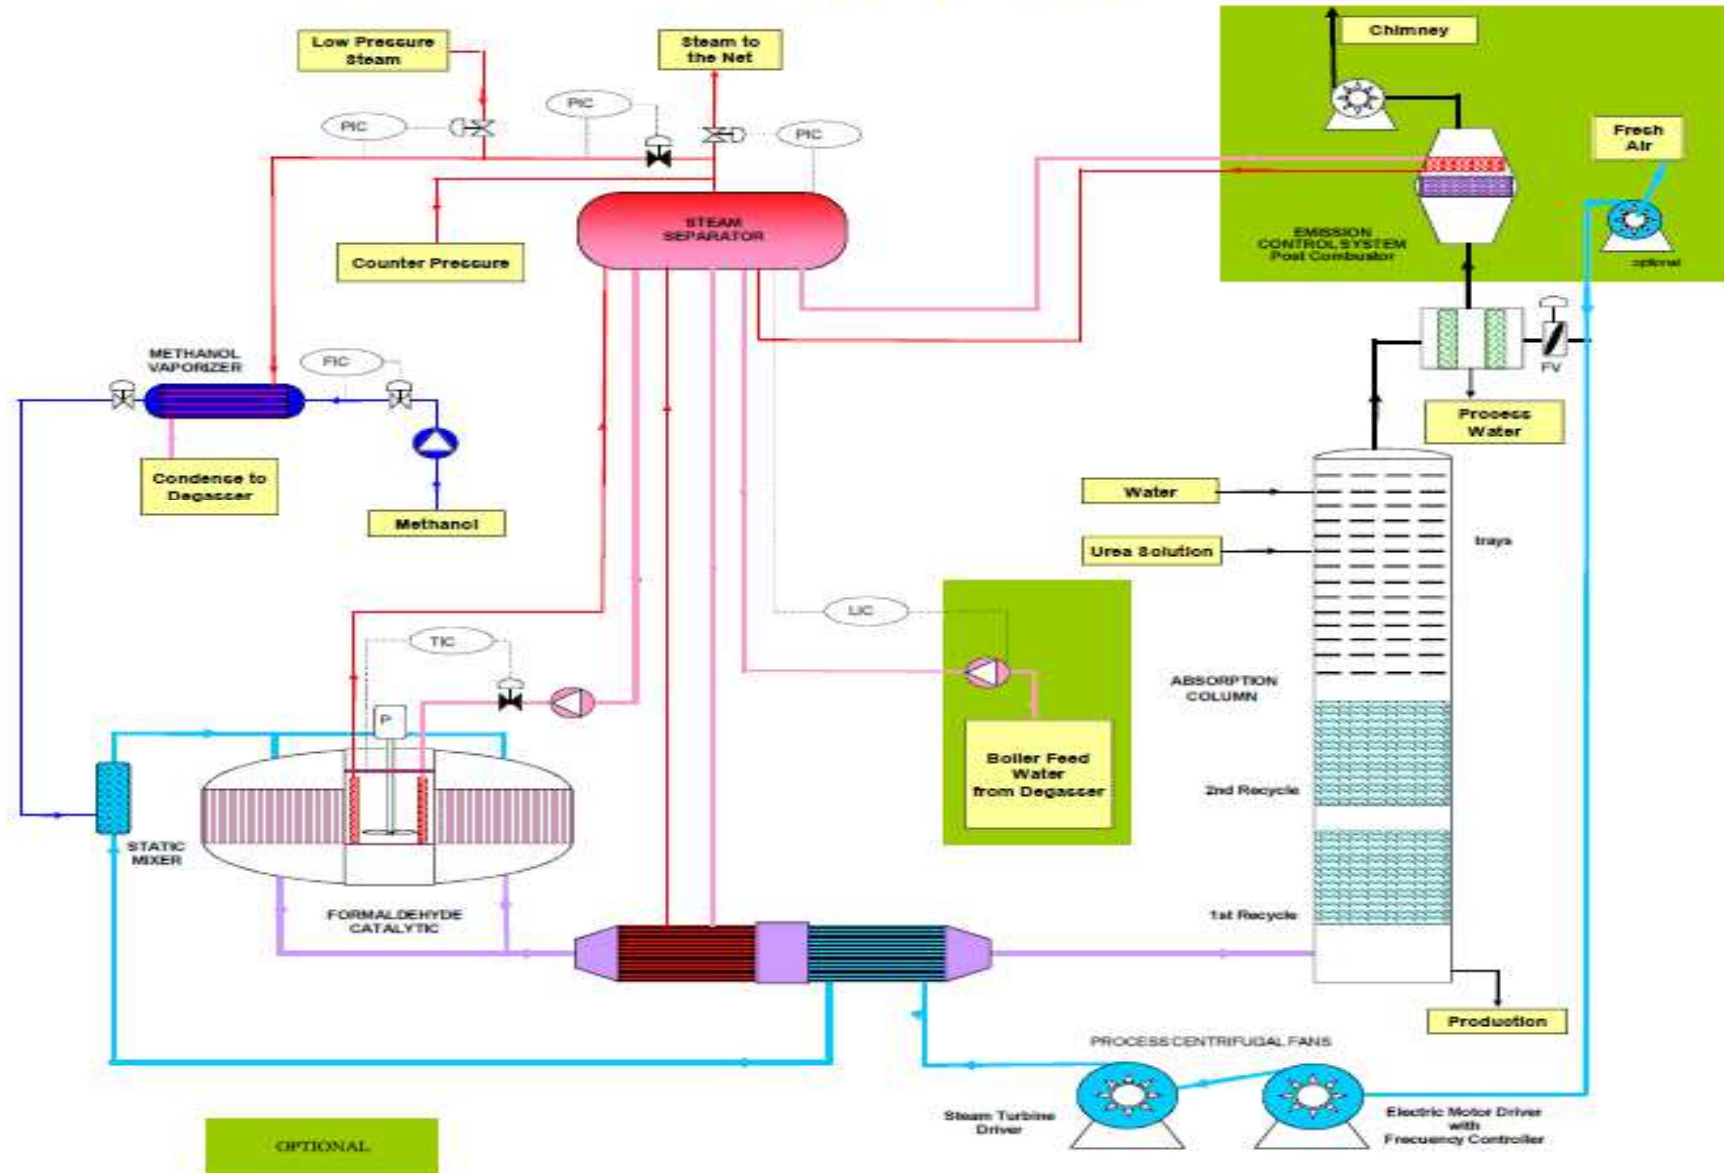 Low Pressure
Steam
Steam to
the Net
Chimney
PIC
PIC
PIC
Fresh
Air
STEAM
SEPARATOR
Counter Pressure
EMISSION
CONTROL SYSTEM
Post Combustor
optional
METHANOL
VAPORIZER
FIC
FV
Process
Water
Condense to
Degasser
Methanol
Water
Urea Solution
trays
LIC
TIC
ABSORPTION
COLUMN
P
Boiler Feed
Water
from Degasser
2nd Recycle
STATIC
MIXER
FORMALDEHYDE
CATALYTIC
1st Recycle
Production
PROCESS CENTRIFUGAL FANS
Steam Turbine
Driver
Electric Motor Driver
with
Frecuency Controller
OPTIONAL